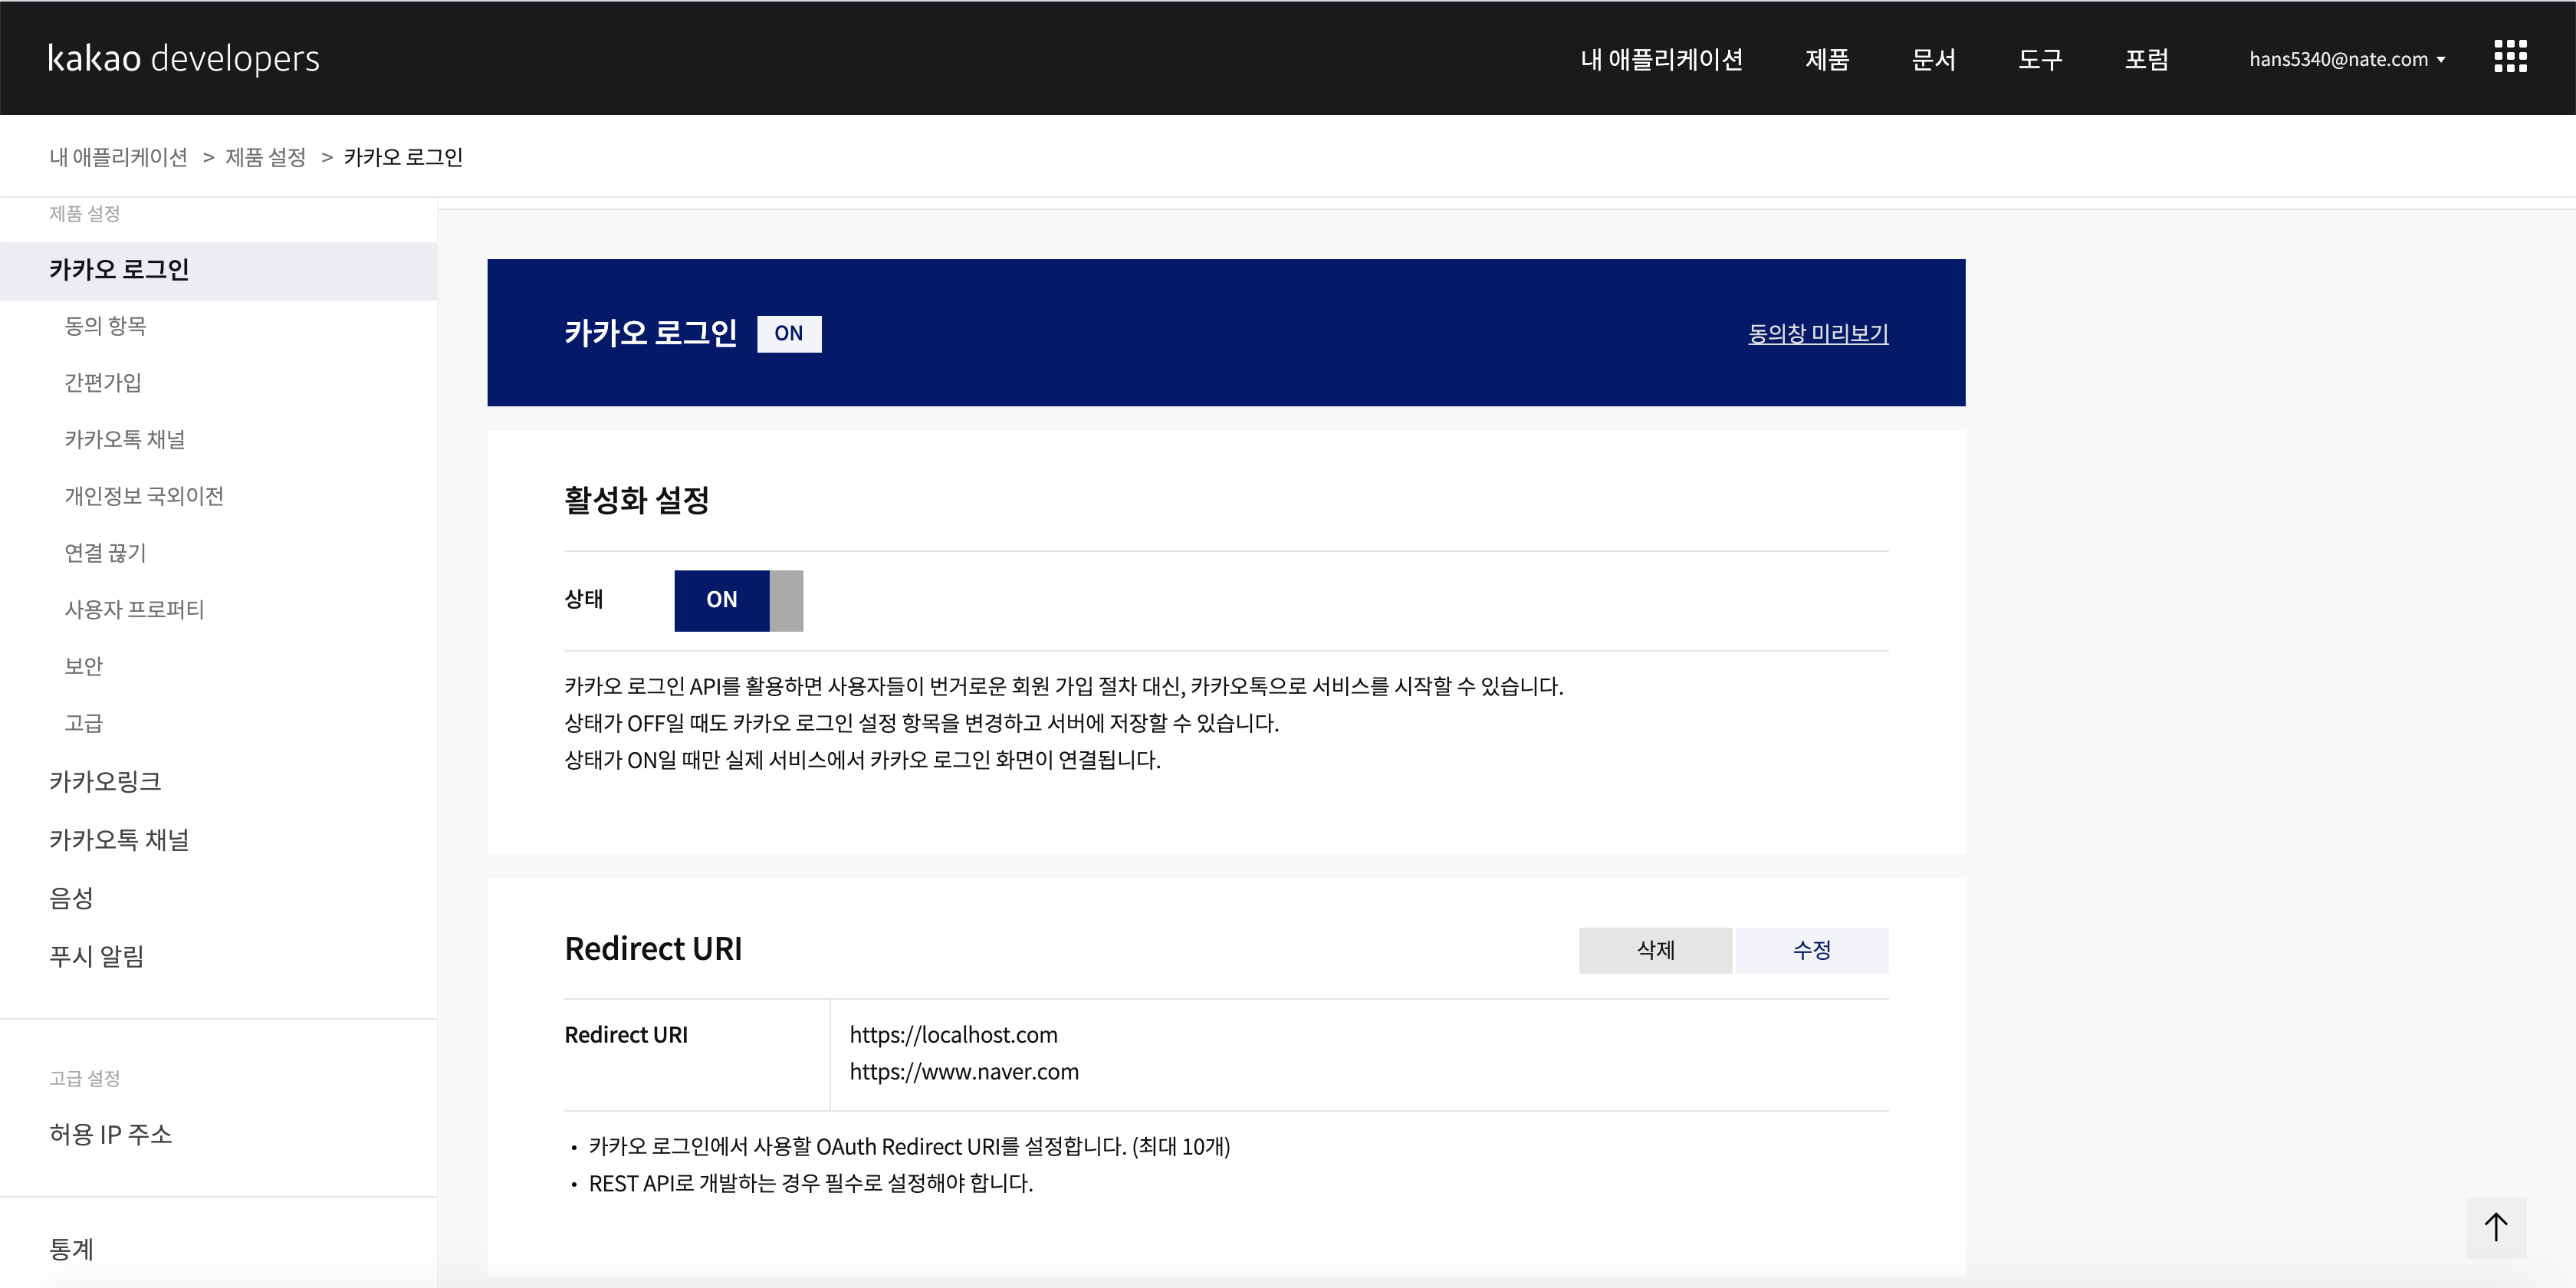 kakao developers
내 애플리케이션 제품 문서 도구 포럼 hans5340@nate.com
내 애플리케이션 > 제품 설정 > 카카오 로그인
제품 설정
카카오 로그인
동의 항목
간편가입
카카오톡 채널
개인정보 국외이전
연결 끊기
사용자 프로퍼티
보안
고급
카카오링크
카카오톡 채널
음성
푸시 알림
고급 설정
허용 IP 주소
통계
카카오 로그인 ON
동의창 미리보기
활성화 설정
상태 ON
카카오 로그인 API를 활용하면 사용자들이 번거로운 회원 가입 절차 대신, 카카오톡으로 서비스를 시작할 수 있습니다.
상태가 OFF일 때도 카카오 로그인 설정 항목을 변경하고 서버에 저장할 수 있습니다.
상태가 ON일 때만 실제 서비스에서 카카오 로그인 화면이 연결됩니다.
Redirect URI
삭제 수정
Redirect URI https://localhost.com
https://www.naver.com
• 카카오 로그인에서 사용할 OAuth Redirect URI를 설정합니다. (최대 10개)
• REST API로 개발하는 경우 필수로 설정해야 합니다.